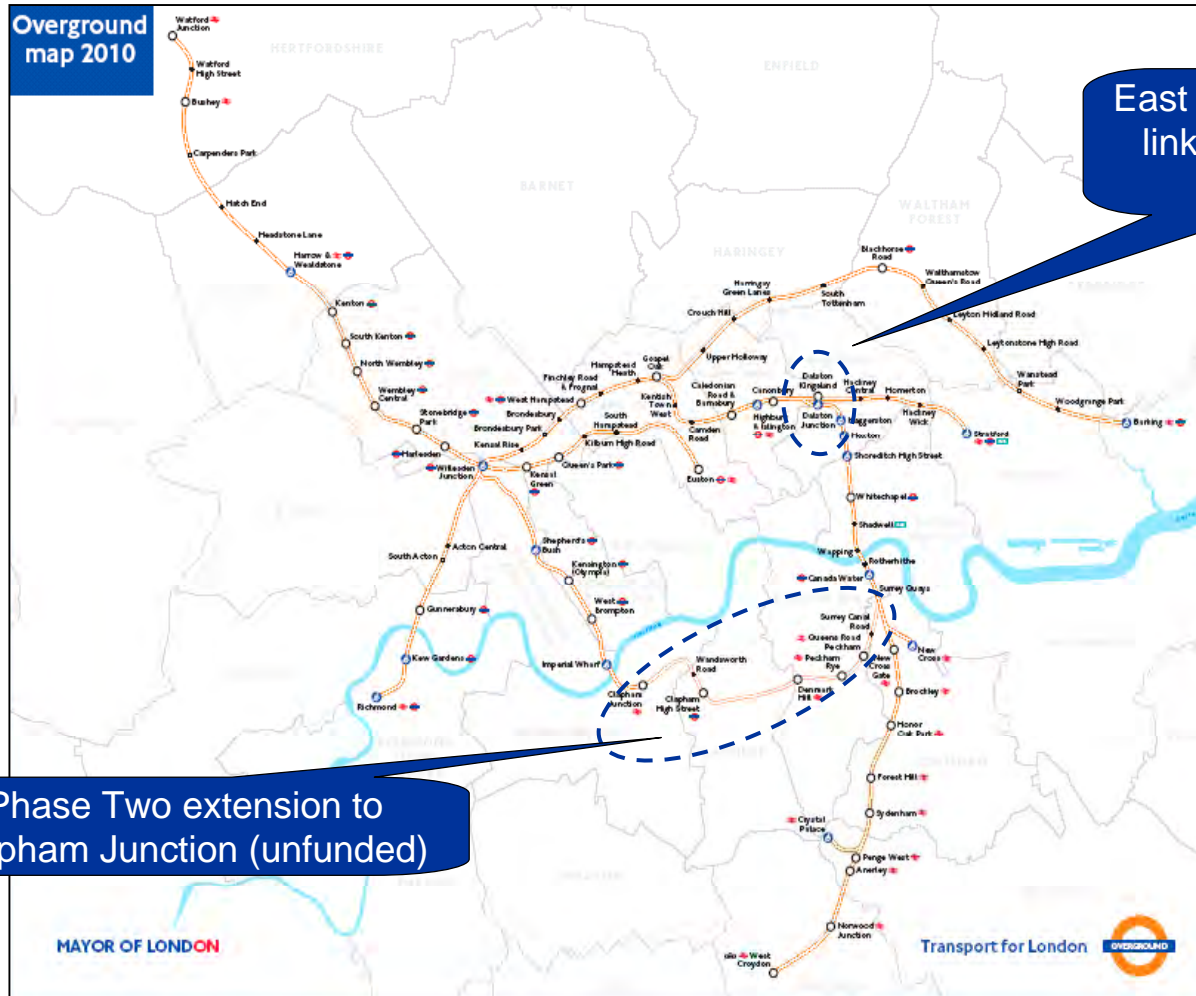 Overground
map 2010
Watford
Junction
Watford
High Street
Bushey
Carpenders Park
Hatch End
Headstone Lane
Harrow &
Wealdstone
Kenton
South Kenton
North Wembley
Wembley
Central
Stonebridge
Park
Harlesden
Willesden
Junction
Kensal Rise
Brondesbury Park
Brondesbury
West Hampstead
Finchley Road
& Frognal
Hampstead
Heath
Gospel
Oak
Kentish
Town
West
Camden
Road
Caledonian
Road &
Barnsbury
Canonbury
Highbury
& Islington
Dalston
Kingsland
Dalston
Junction
Hackney
Central
Homerton
Hackney
Wick
Stratford
Haggerston
Hoxton
Shoreditch High Street
Whitechapel
Shadwell
Wapping
Rotherhithe
Canada Water
Surrey Quays
Upper Holloway
Crouch Hill
Harringay
Green Lanes
South
Tottenham
Blackhorse
Road
Walthamstow
Queen's Road
Leyton Midland Road
Leytonstone High Road
Wanstead
Park
Woodgrange Park
Barking
Kensal
Green
Queen's Park
Kilburn High Road
South
Hampstead
Euston
Acton Central
South Acton
Gunnersbury
Kew Gardens
Richmond
Shepherd's
Bush
Kensington
(Olympia)
West
Brompton
Imperial Wharf
Clapham
Junction
Wandsworth
Road
Clapham
High Street
Denmark
Hill
Peckham
Rye
Queens Road
Peckham
Surrey Canal
Road
New
Cross
New
Cross
Gate
Brockley
Honor
Oak Park
Forest Hill
Sydenham
Crystal
Palace
Penge West
Anerley
Norwood
Junction
West
Croydon
HERTFORDSHIRE
ENFIELD
BARNET
HARINGEY
WALTHAM
FOREST
East
link
Phase Two extension to
pham Junction (unfunded)
MAYOR OF LONDON
Transport for London
OVERGROUND